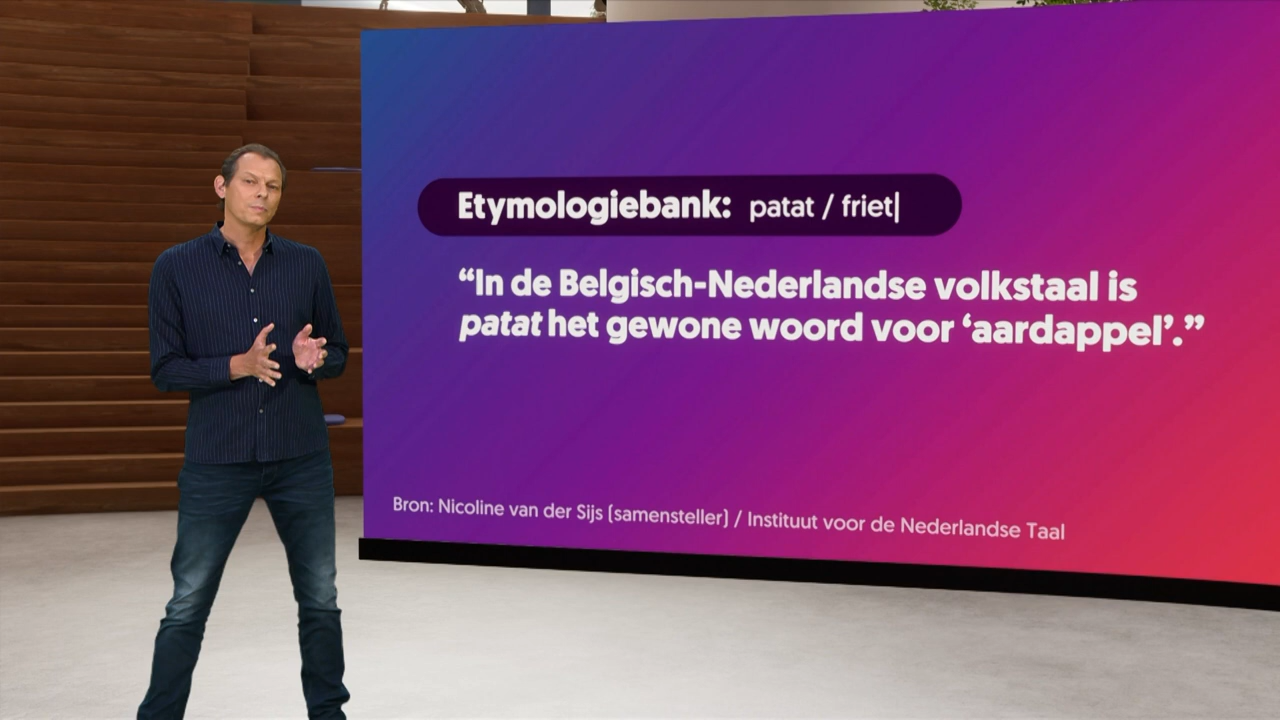 Etymologiebank: patat / friet|
“In de Belgisch-Nederlandse volkstaal is
patat het gewone woord voor ‘aardappel’.”
Bron: Nicoline van der Sijs (samensteller) / Instituut voor de Nederlandse Taal